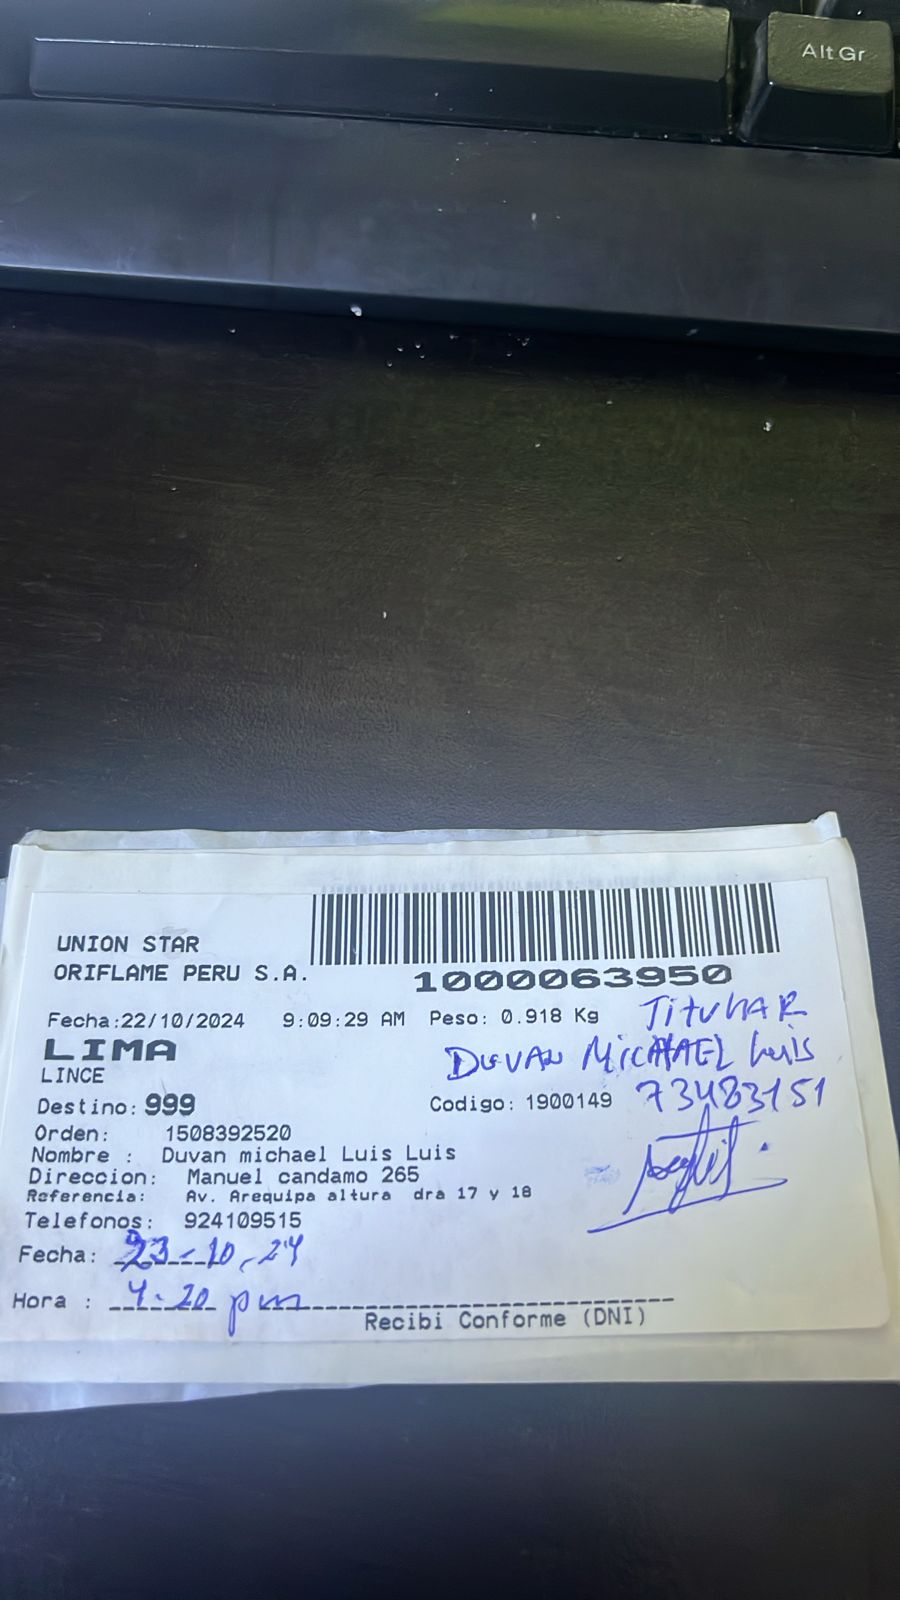 Alt Gr
UNION STAR
ORIFLAME PERU S.A.
1000063950
Fecha:22/10/2024 9:09:29 AM Peso: 0.918 Kg
TITULAR
LIMA
DUVAN MICHAEL Luis
LINCE
Destino: 999
Codigo: 1900149
73483151
Orden: 1508392520
Nombre : Duvan michael Luis Luis
Direccion: Manuel candamo 265
Referencia: Av. Arequipa altura dra 17 y 18
Telefonos: 924109515
Fecha: 23-10-24
Hora : 4.20 pm
Recibi Conforme (DNI)